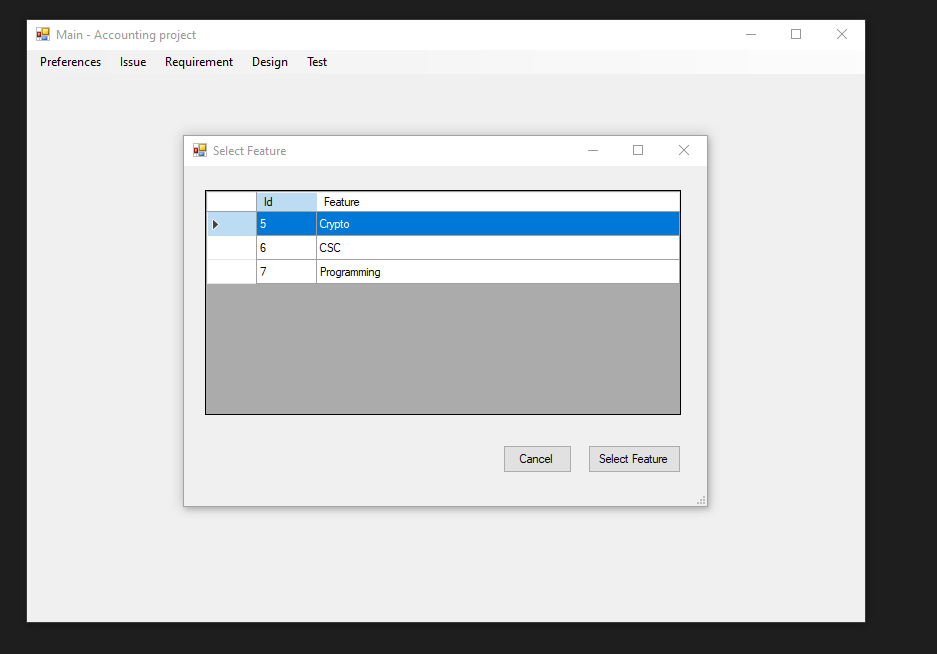 Main - Accounting project
Preferences Issue Requirement Design Test
Select Feature
Id Feature
5 Crypto
6 CSC
7 Programming
Cancel Select Feature